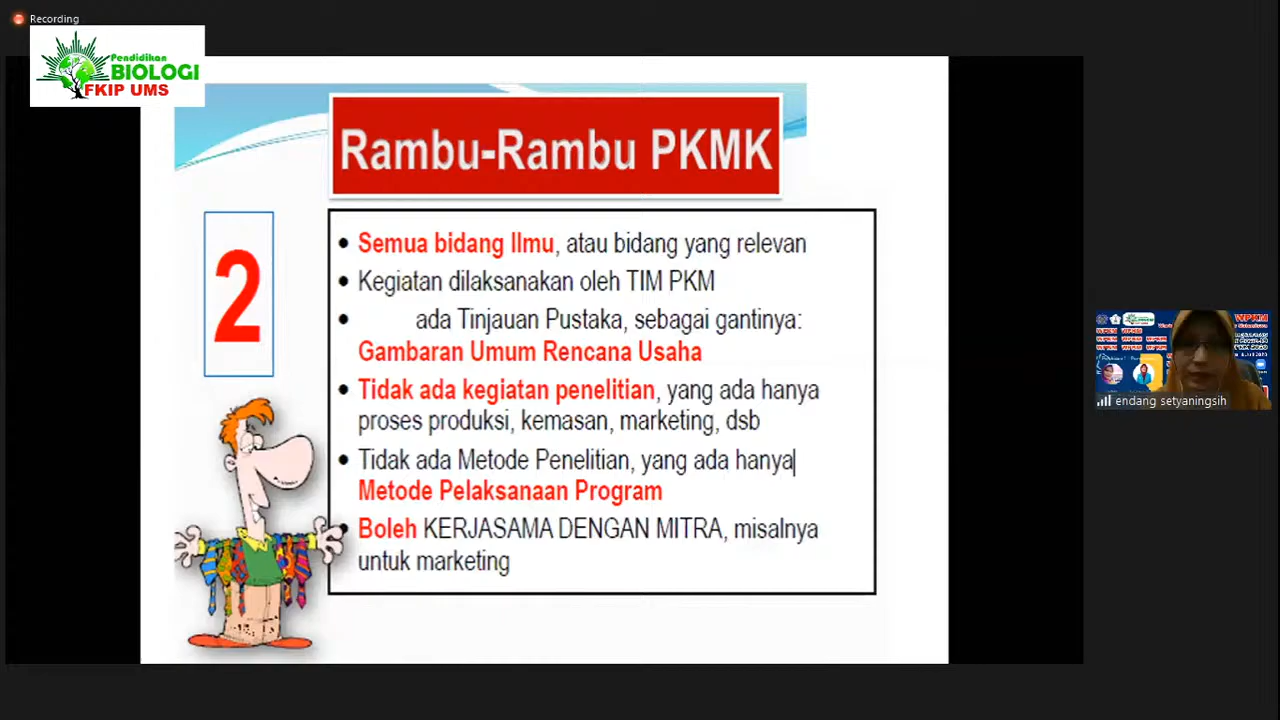 Recording
Pendidikan
BIOLOGI
FKIP UMS
Rambu-Rambu PKMK
2
• Semua bidang Ilmu, atau bidang yang relevan
• Kegiatan dilaksanakan oleh TIM PKM
• ada Tinjauan Pustaka, sebagai gantinya:
Gambaran Umum Rencana Usaha
• Tidak ada kegiatan penelitian, yang ada hanya
proses produksi, kemasan, marketing, dsb
• Tidak ada Metode Penelitian, yang ada hanya
Metode Pelaksanaan Program
• Boleh KERJASAMA DENGAN MITRA, misalnya
untuk marketing
endang setyaningsih